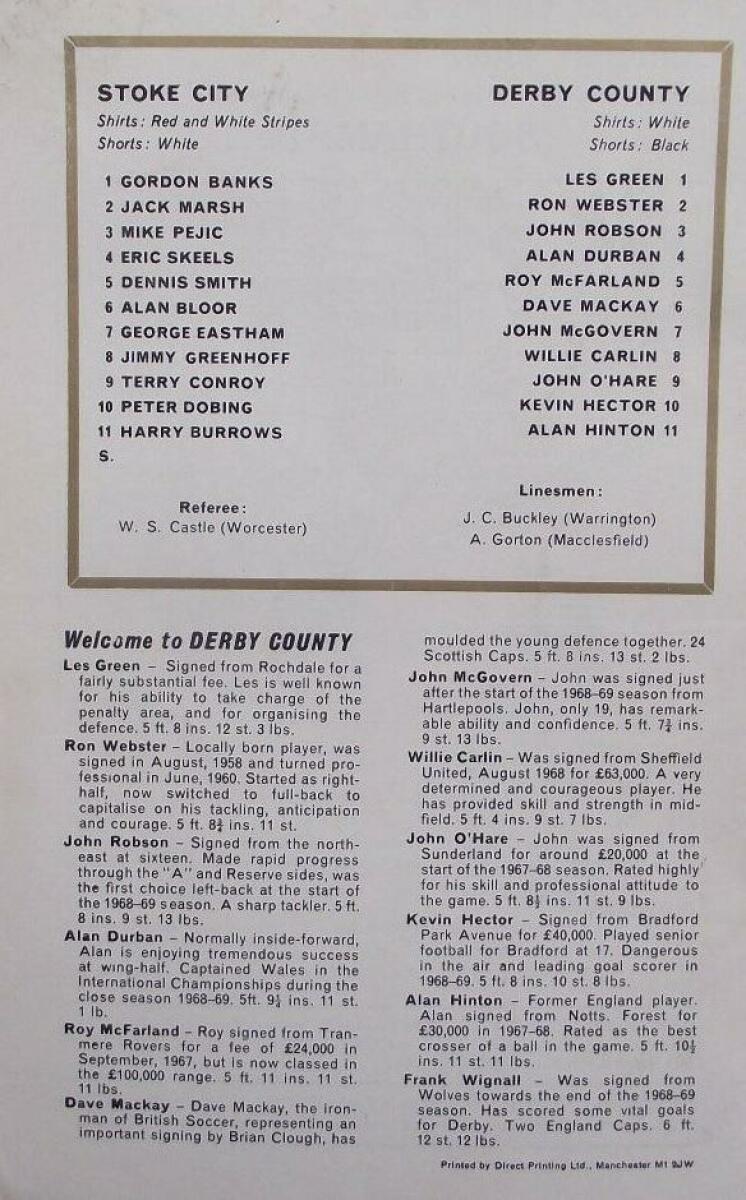 STOKE CITY
Shirts: Red and White Stripes
Shorts: White
1 GORDON BANKS
2 JACK MARSH
3 MIKE PEJIC
4 ERIC SKEELS
5 DENNIS SMITH
6 ALAN BLOOR
7 GEORGE EASTHAM
8 JIMMY GREENHOFF
9 TERRY CONROY
10 PETER DOBING
11 HARRY BURROWS
S.
Referee:
W. S. Castle (Worcester)
DERBY COUNTY
Shirts: White
Shorts: Black
LES GREEN 1
RON WEBSTER 2
JOHN ROBSON 3
ALAN DURBAN 4
ROY McFARLAND 5
DAVE MACKAY 6
JOHN McGOVERN 7
WILLIE CARLIN 8
JOHN O'HARE 9
KEVIN HECTOR 10
ALAN HINTON 11
Linesmen:
J. C. Buckley (Warrington)
A. Gorton (Macclesfield)
Welcome to DERBY COUNTY
Les Green – Signed from Rochdale for a
fairly substantial fee. Les is well known
for his ability to take charge of the
penalty area, and for organising the
defence. 5 ft. 8 ins. 12 st. 3 lbs.
Ron Webster – Locally born player, was
signed in August, 1958 and turned pro-
fessional in June, 1960. Started as right-
half, now switched to full-back to
capitalise on his tackling, anticipation
and courage. 5 ft. 8¾ ins. 11 st.
John Robson – Signed from the north-
east at sixteen. Made rapid progress
through the "A" and Reserve sides, was
the first choice left-back at the start of
the 1968–69 season. A sharp tackler. 5 ft.
8 ins. 9 st. 13 lbs.
Alan Durban – Normally inside-forward,
Alan is enjoying tremendous success
at wing-half. Captained Wales in the
International Championships during the
close season 1968–69. 5ft. 9½ ins. 11 st.
1 lb.
Roy McFarland – Roy signed from Tran-
mere Rovers for a fee of £24,000 in
September, 1967, but is now classed in
the £100,000 range. 5 ft. 11 ins. 11 st.
11 lbs.
Dave Mackay – Dave Mackay, the iron-
man of British Soccer, representing an
important signing by Brian Clough, has
moulded the young defence together. 24
Scottish Caps. 5 ft. 8 ins. 13 st. 2 lbs.
John McGovern – John was signed just
after the start of the 1968–69 season from
Hartlepools. John, only 19, has remark-
able ability and confidence. 5 ft. 7¾ ins.
9 st. 13 lbs.
Willie Carlin – Was signed from Sheffield
United, August 1968 for £63,000. A very
determined and courageous player. He
has provided skill and strength in mid-
field. 5 ft. 4 ins. 9 st. 7 lbs.
John O'Hare – John was signed from
Sunderland for around £20,000 at the
start of the 1967–68 season. Rated highly
for his skill and professional attitude to
the game. 5 ft. 8½ ins. 11 st. 9 lbs.
Kevin Hector – Signed from Bradford
Park Avenue for £40,000. Played senior
football for Bradford at 17. Dangerous
in the air and leading goal scorer in
1968–69. 5 ft. 8 ins. 10 st. 8 lbs.
Alan Hinton – Former England player.
Alan signed from Notts. Forest for
£30,000 in 1967–68. Rated as the best
crosser of a ball in the game. 5 ft. 10½
ins. 11 st. 11 lbs.
Frank Wignall – Was signed from
Wolves towards the end of the 1968–69
season. Has scored some vital goals
for Derby. Two England Caps. 6 ft.
12 st. 12 lbs.
Printed by Direct Printing Ltd., Manchester M1 9JW